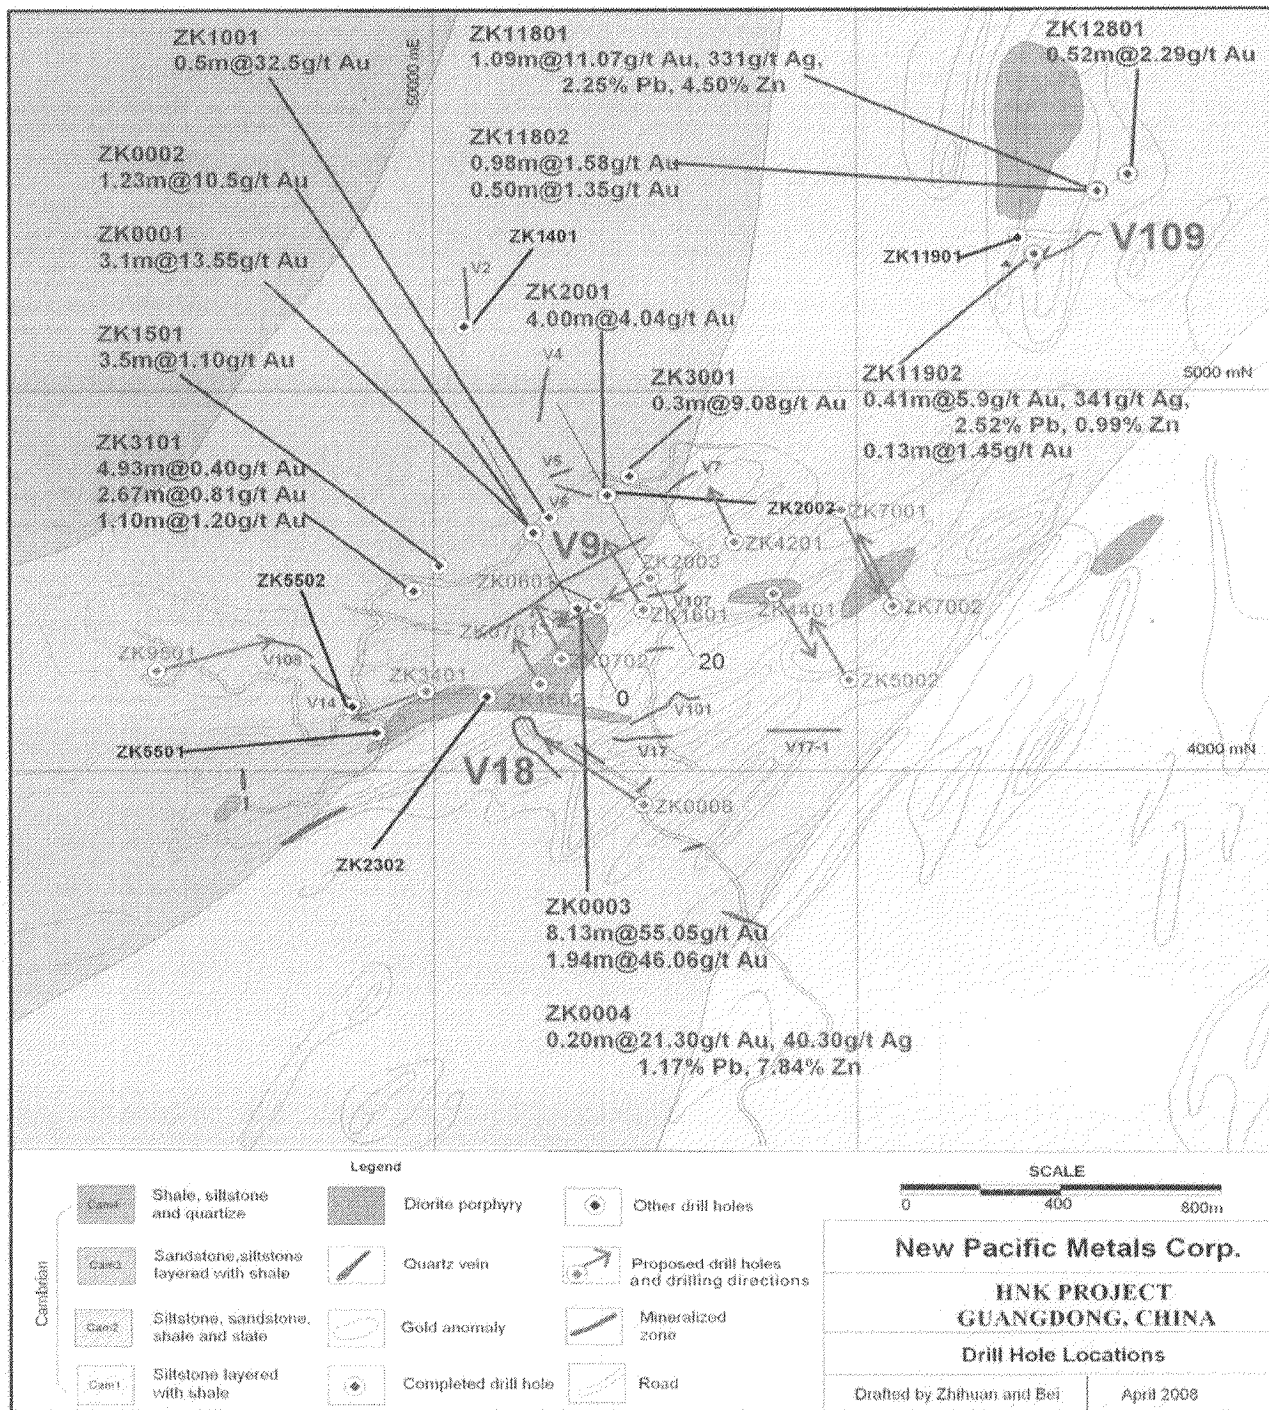 ZK1001
0.5m@32.5g/t Au
50000 mE
ZK11801
1.09m@11.07g/t Au, 331g/t Ag,
2.25% Pb, 4.50% Zn
ZK12801
0.52m@2.29g/t Au
ZK0002
1.23m@10.5g/t Au
ZK11802
0.98m@1.58g/t Au
0.50m@1.35g/t Au
ZK0001
3.1m@13.55g/t Au
ZK1401
V109
ZK11901
V2
ZK2001
4.00m@4.04g/t Au
ZK1501
3.5m@1.10g/t Au
V4
ZK3001
0.3m@9.08g/t Au
5000 mN
ZK11902
0.41m@5.9g/t Au, 341g/t Ag,
2.52% Pb, 0.99% Zn
0.13m@1.45g/t Au
ZK3101
4.93m@0.40g/t Au
2.67m@0.81g/t Au
1.10m@1.20g/t Au
V5
V7
V6
ZK2002
ZK7001
V9
ZK4201
ZK2003
ZK5502
ZK0601
V107
ZK1601
ZK4401
ZK7002
ZK0701
ZK9501
V108
ZK0702
20
ZK3401
ZK5002
V14
0
V101
ZK5501
V17
V17-1
4000 mN
V18
ZK0008
ZK2302
ZK0003
8.13m@55.05g/t Au
1.94m@46.06g/t Au
ZK0004
0.20m@21.30g/t Au, 40.30g/t Ag
1.17% Pb, 7.84% Zn
Legend
Cambrian
Cam4
Shale, siltstone
and quartize
Diorite porphyry
Other drill holes
Cam3
Sandstone,siltstone
layered with shale
Quartz vein
Proposed drill holes
and drilling directions
Cam2
Siltstone, sandstone,
shale and slate
Gold anomaly
Mineralized
zone
Cam1
Siltstone layered
with shale
Completed drill hole
Road
SCALE
0 400 800m
New Pacific Metals Corp.
HNK PROJECT
GUANGDONG, CHINA
Drill Hole Locations
Drafted by Zhihuan and Bei
April 2008